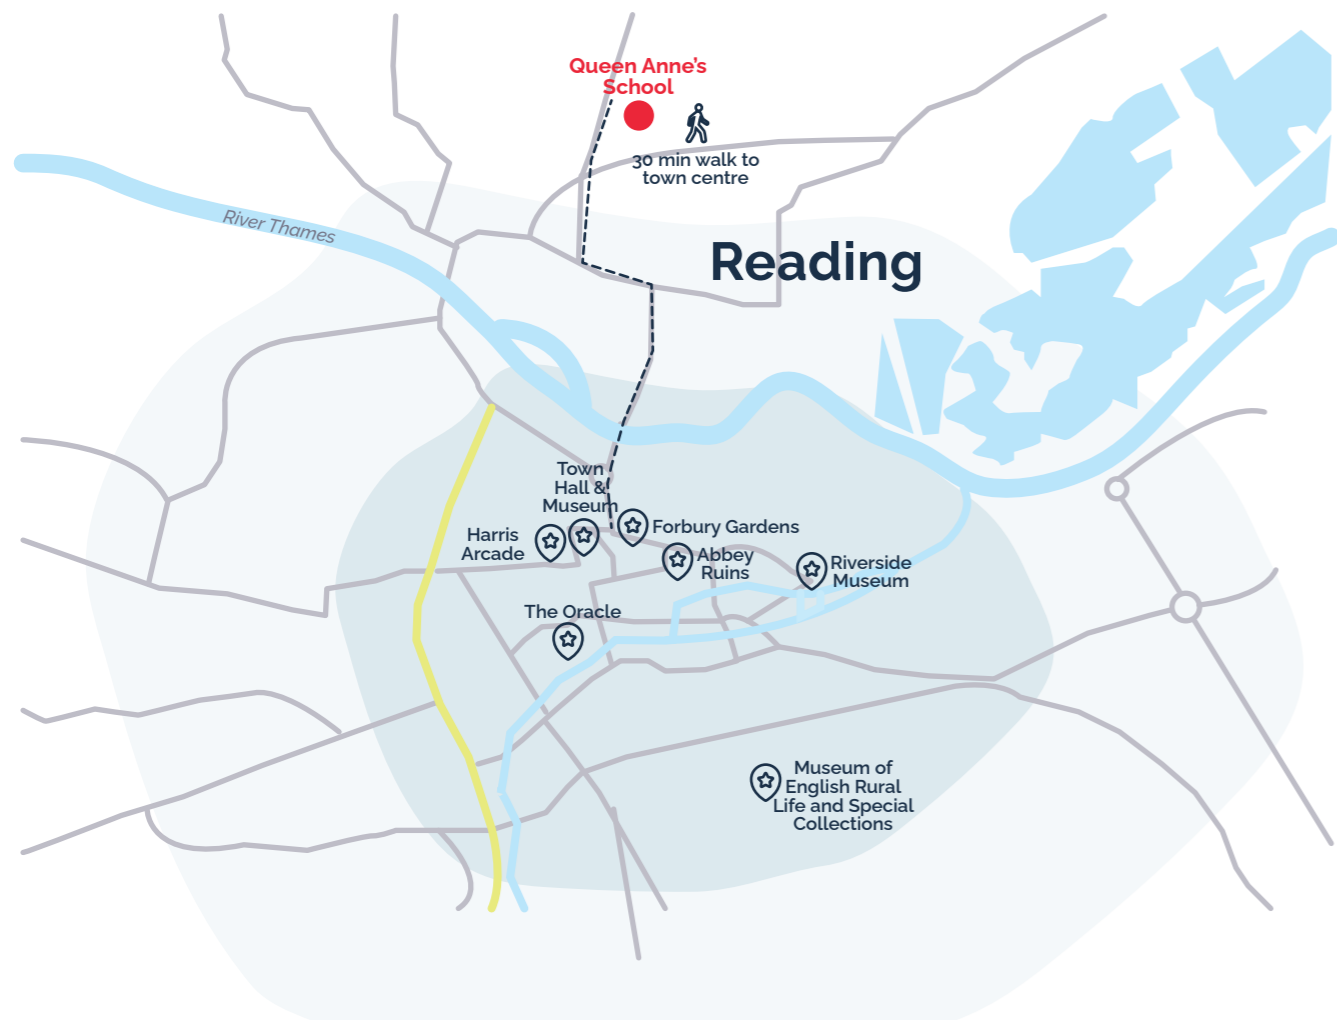 Queen Anne’s
School
30 min walk to
town centre
River Thames
Reading
Town
Hall &
Museum
Harris
Arcade
Forbury Gardens
Abbey
Ruins
Riverside
Museum
The Oracle
Museum of
English Rural
Life and Special
Collections